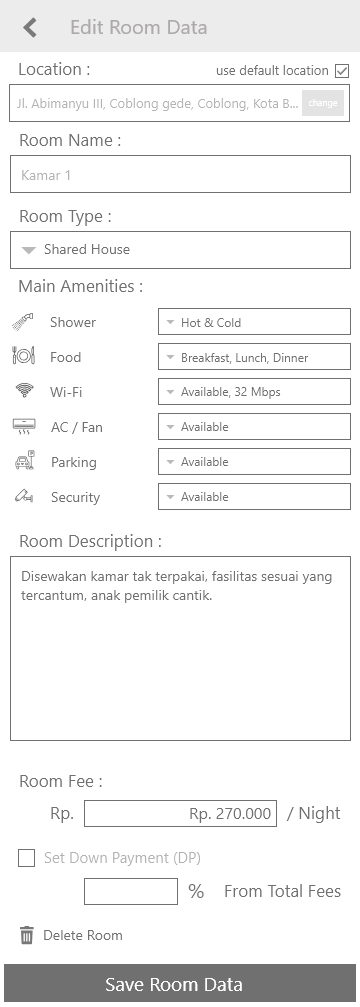 Edit Room Data
Location :
use default location
Jl. Abimanyu III, Coblong gede, Coblong, Kota B...
change
Room Name :
Kamar 1
Room Type :
Shared House
Main Amenities :
Shower
Hot & Cold
Food
Breakfast, Lunch, Dinner
Wi-Fi
Available, 32 Mbps
AC / Fan
Available
Parking
Available
Security
Available
Room Description :
Disewakan kamar tak terpakai, fasilitas sesuai yang
tercantum, anak pemilik cantik.
Room Fee :
Rp.
Rp. 270.000
/ Night
Set Down Payment (DP)
%
From Total Fees
Delete Room
Save Room Data